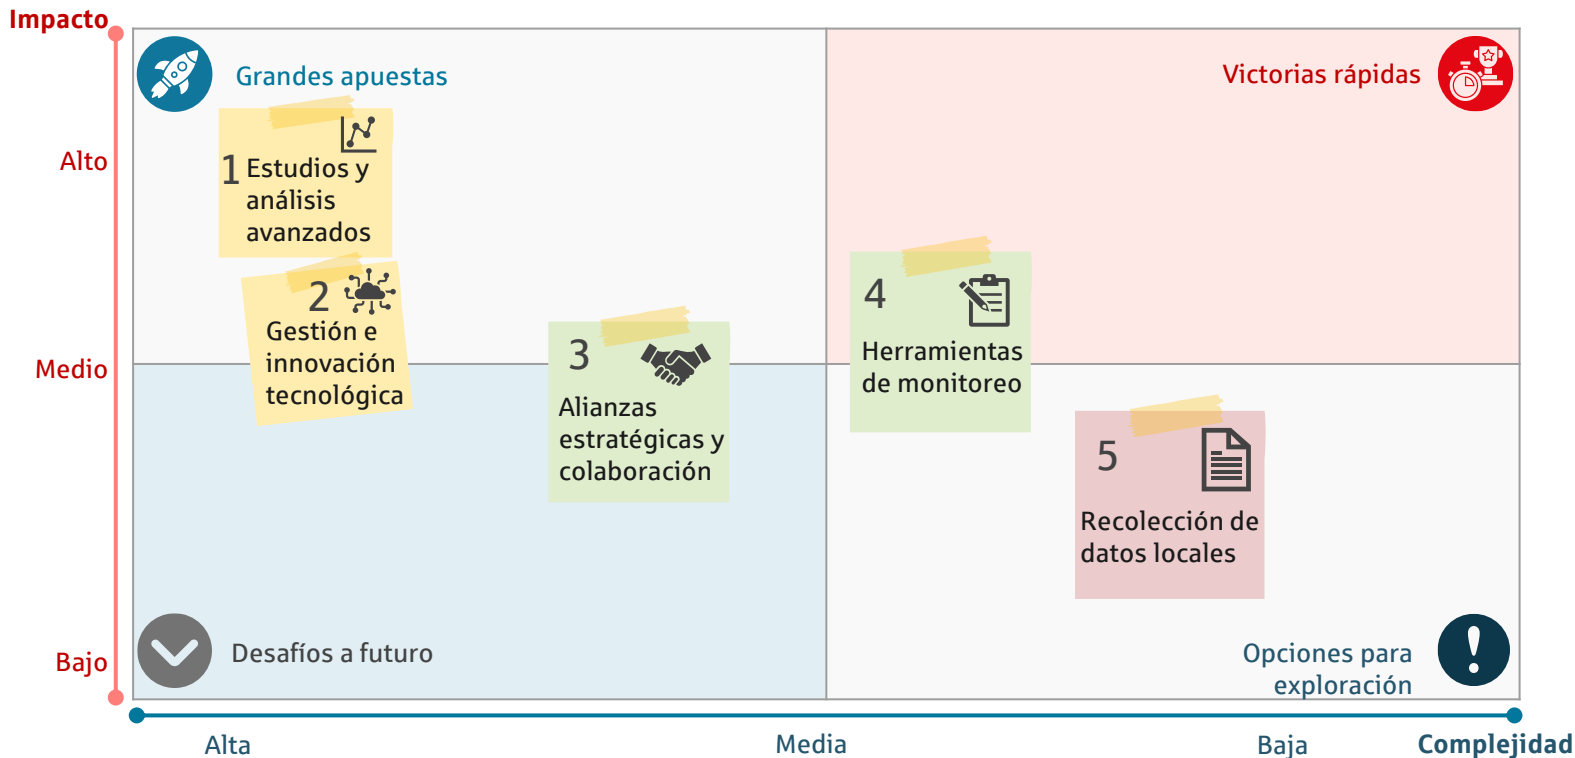 Impacto
Grandes apuestas
Victorias rápidas
Alto
1 Estudios y
análisis
avanzados
2
Gestión e
innovación
tecnológica
3
Alianzas
estratégicas y
colaboración
4
Herramientas
de monitoreo
Medio
5
Recolección de
datos locales
Bajo
Desafíos a futuro
Opciones para
exploración
Alta
Media
Baja
Complejidad